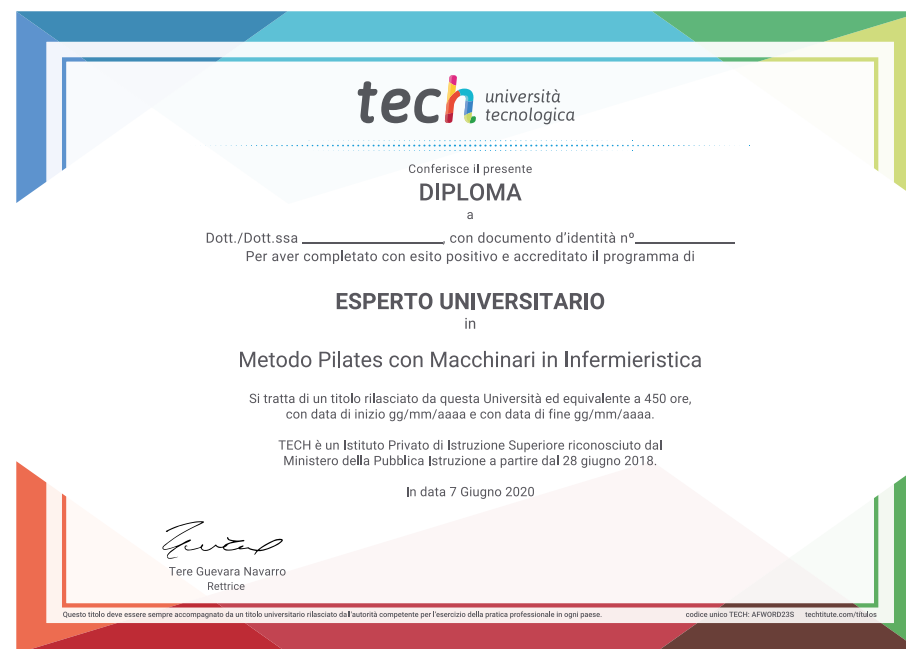 tech università
tecnologica
Conferisce il presente
DIPLOMA
a
Dott./Dott.ssa ____________________, con documento d'identità nº______________
Per aver completato con esito positivo e accreditato il programma di
ESPERTO UNIVERSITARIO
in
Metodo Pilates con Macchinari in Infermieristica
Si tratta di un titolo rilasciato da questa Università ed equivalente a 450 ore,
con data di inizio gg/mm/aaaa e con data di fine gg/mm/aaaa.
TECH è un Istituto Privato di Istruzione Superiore riconosciuto dal
Ministero della Pubblica Istruzione a partire dal 28 giugno 2018.
In data 7 Giugno 2020
Tere Guevara Navarro
Rettrice
Questo titolo deve essere sempre accompagnato da un titolo universitario rilasciato dall'autorità competente per l'esercizio della pratica professionale in ogni paese. codice unico TECH: AFWORD23S techtitute.com/titulos